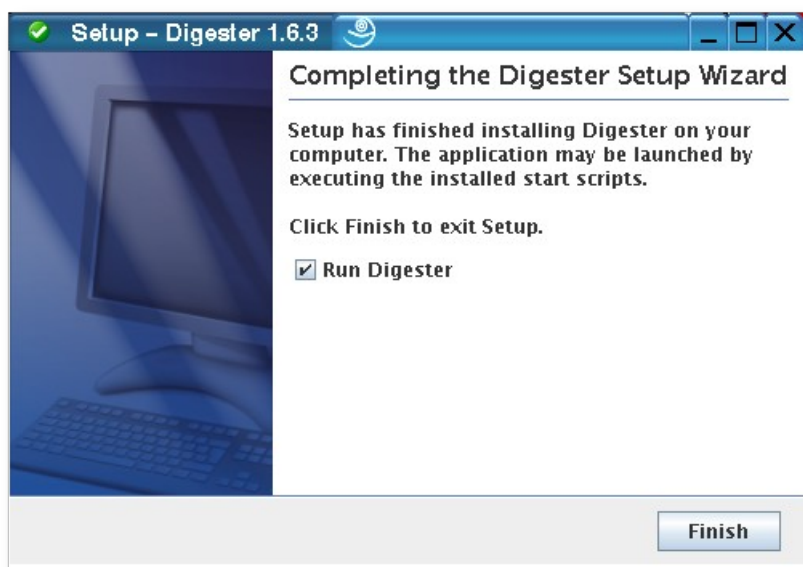 Setup – Digester 1.6.3
Completing the Digester Setup Wizard
Setup has finished installing Digester on your
computer. The application may be launched by
executing the installed start scripts.
Click Finish to exit Setup.
Run Digester
Finish